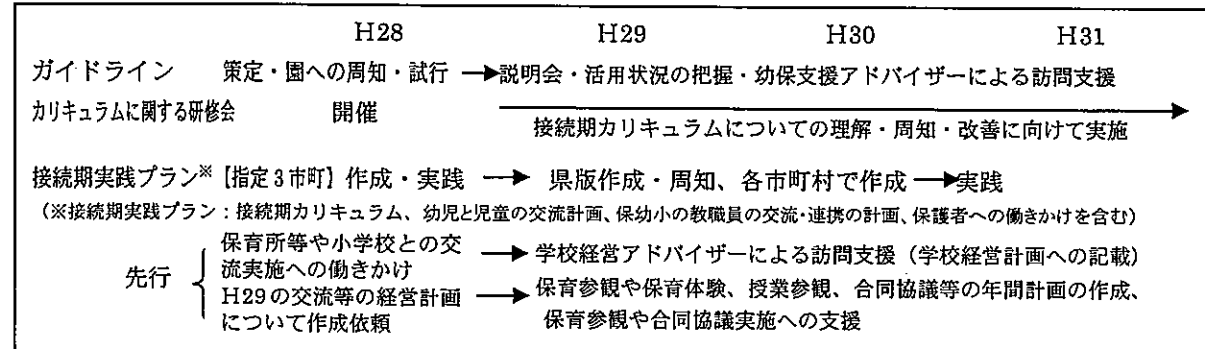 H28 H29 H30 H31
ガイドライン 策定・園への周知・試行 → 説明会・活用状況の把握・幼保支援アドバイザーによる訪問支援
カリキュラムに関する研修会 開催
接続期カリキュラムについての理解・周知・改善に向けて実施
接続期実践プラン※【指定3市町】作成・実践 → 県版作成・周知、各市町村で作成 → 実践
(※接続期実践プラン:接続期カリキュラム、幼児と児童の交流計画、保幼小の教職員の交流・連携の計画、保護者への働きかけを含む)
先行
保育所等や小学校との交
流実施への働きかけ
→ 学校経営アドバイザーによる訪問支援(学校経営計画への記載)
H29の交流等の経営計画
について作成依頼
→ 保育参観や保育体験、授業参観、合同協議等の年間計画の作成、
保育参観や合同協議実施への支援